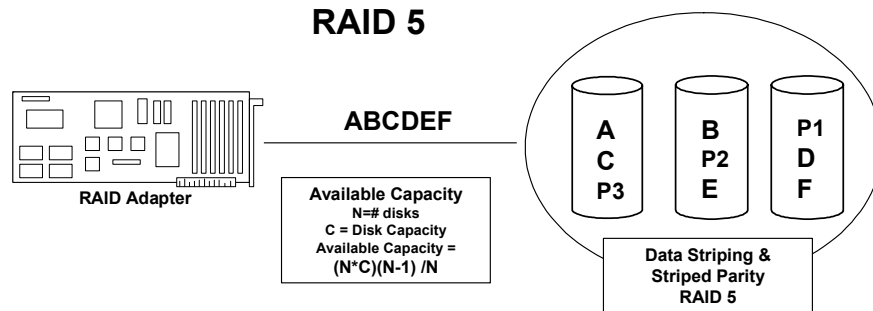 RAID 5
RAID Adapter
ABCDEF
Available Capacity
N=# disks
C = Disk Capacity
Available Capacity =
(N*C)(N-1) /N
A
C
P3
B
P2
E
P1
D
F
Data Striping &
Striped Parity
RAID 5